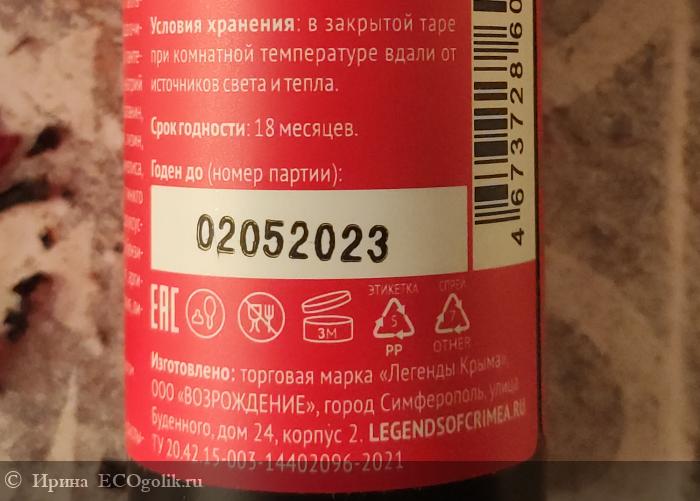 Условия хранения: в закрытой таре
при комнатной температуре вдали от
источников света и тепла.
Срок годности: 18 месяцев.
Годен до (номер партии):
02052023
4 673728 60
EAC
3М
ЭТИКЕТКА
5
PP
СПРЕЙ
7
OTHER
Изготовлено: торговая марка «Легенды Крыма»,
ООО «ВОЗРОЖДЕНИЕ», город Симферополь, улица
Буденного, дом 24, корпус 2. LEGENDSOFCRIMEA.RU
ТУ 20.42.15-003-14402096-2021
© Ирина ECOgolik.ru